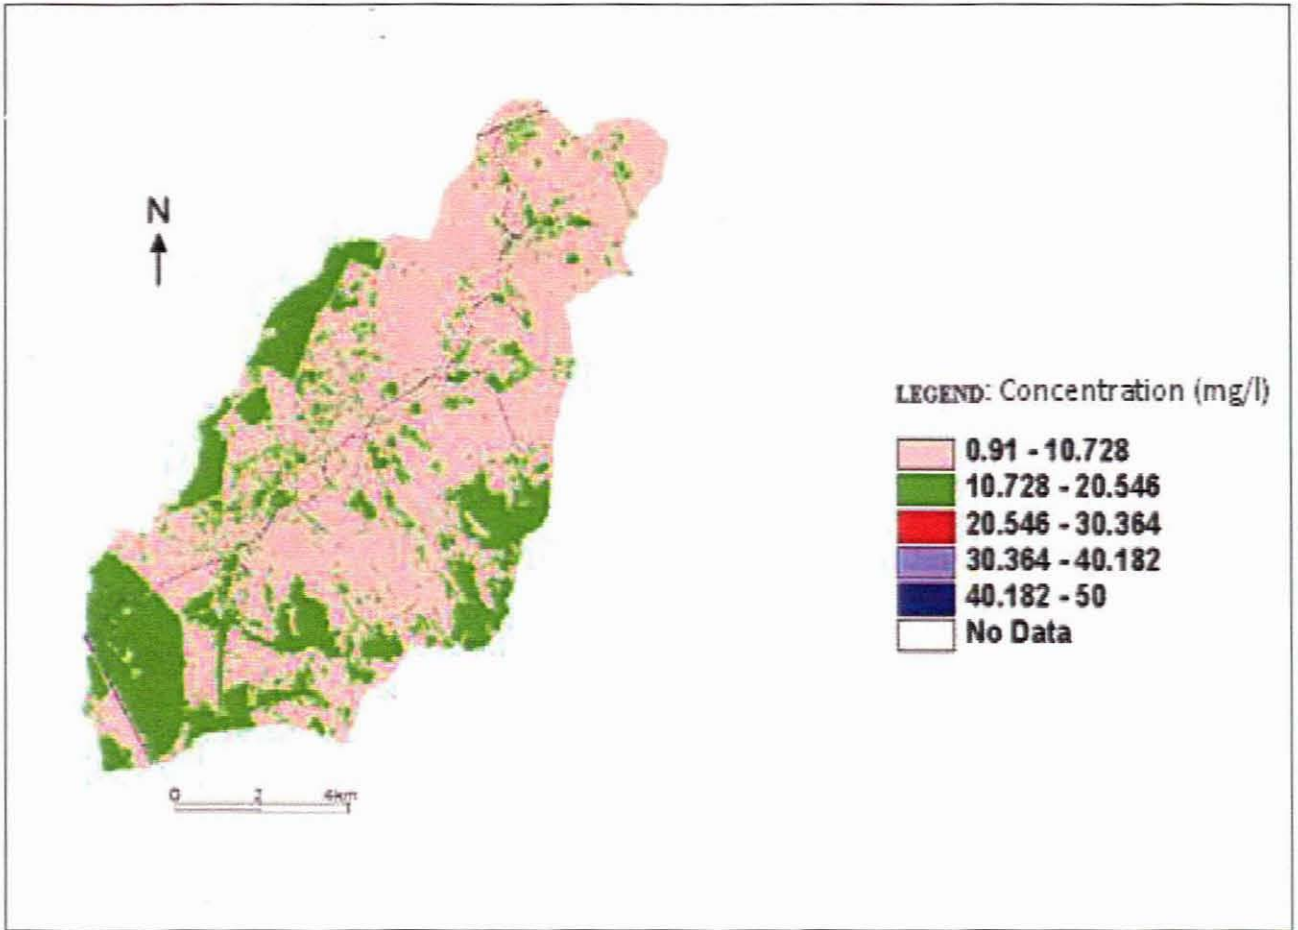 N
LEGEND: Concentration (mg/l)
0.91 - 10.728
10.728 - 20.546
20.546 - 30.364
30.364 - 40.182
40.182 - 50
No Data
0 2 4km